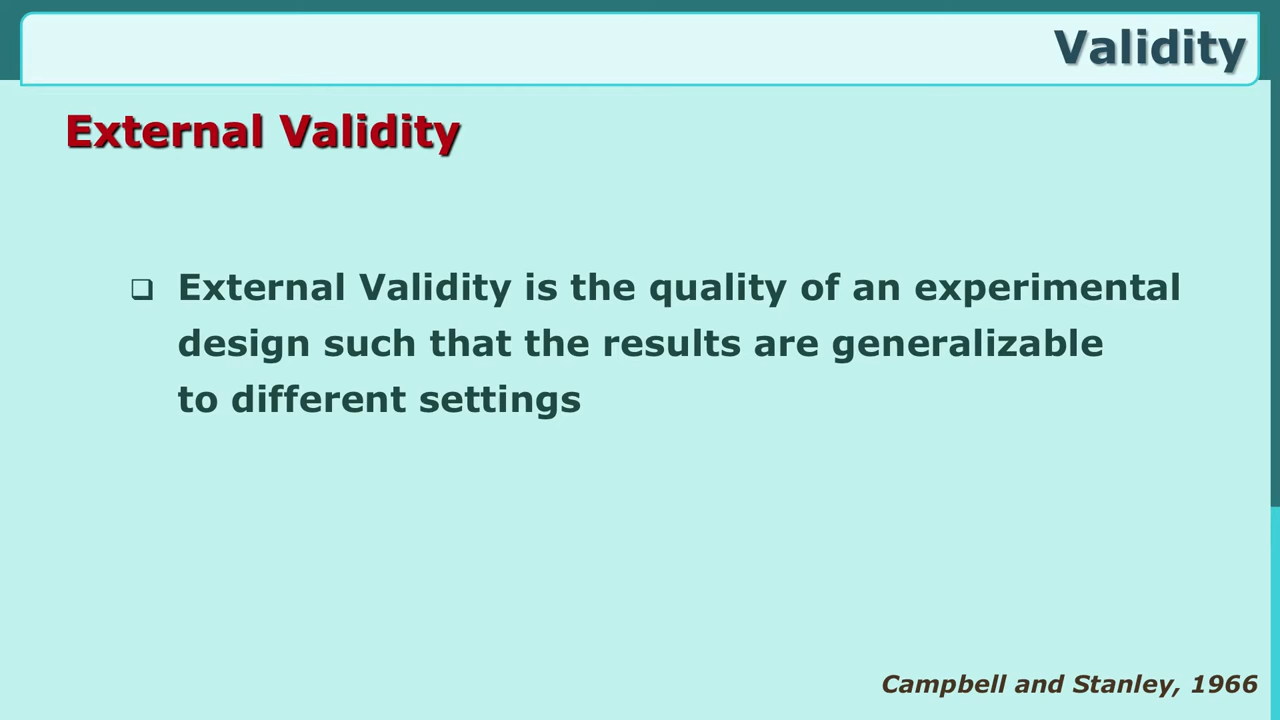 Validity
External Validity
External Validity is the quality of an experimental
design such that the results are generalizable
to different settings
Campbell and Stanley, 1966